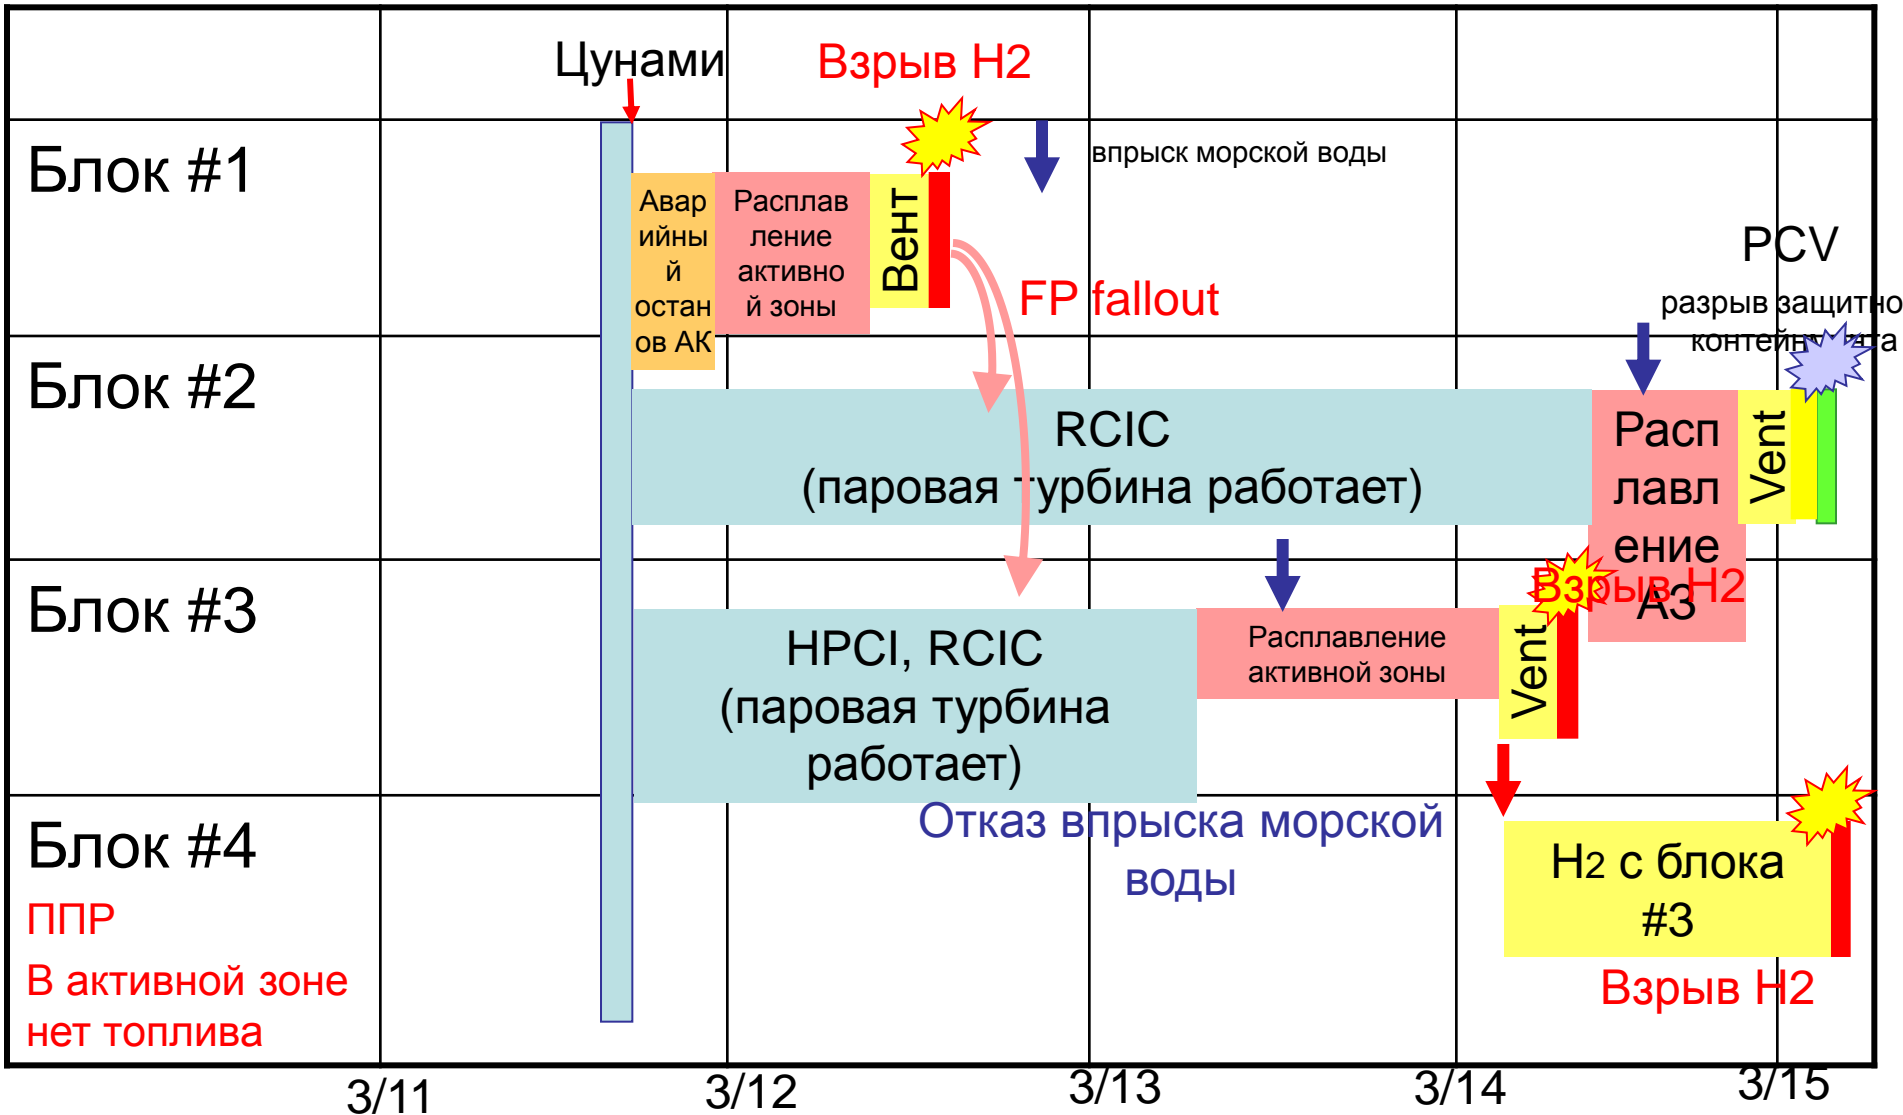 Цунами
Взрыв H2
Блок #1
впрыск морской воды
Авар
ийны
й
остан
ов АК
Расплав
ление
активно
й зоны
Вент
FP fallout
PCV
разрыв защитно
контейнмента
Блок #2
RCIC
(паровая турбина работает)
Расп
лавл
ение
АЗ
Vent
Блок #3
HPCI, RCIC
(паровая турбина
работает)
Расплавление
активной зоны
Vent
Взрыв H2
Отказ впрыска морской
воды
Блок #4
ППР
В активной зоне
нет топлива
H2 с блока
#3
Взрыв H2
3/11
3/12
3/13
3/14
3/15